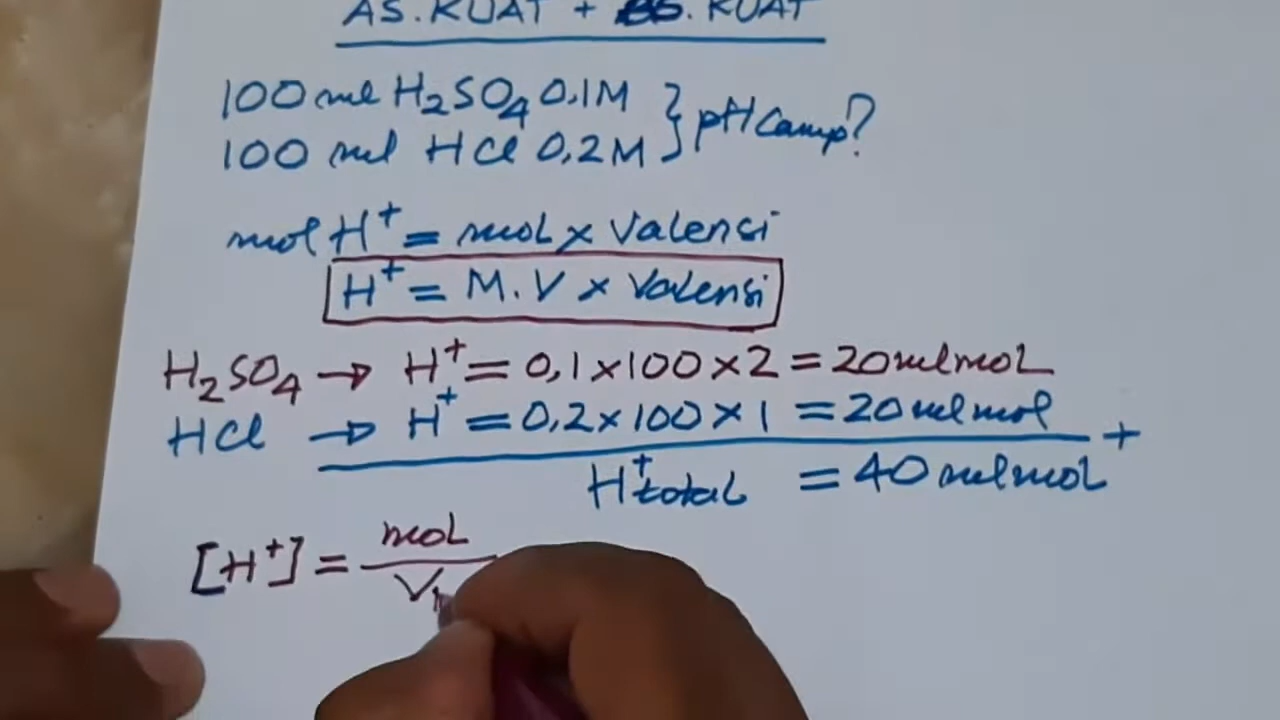 AS. KUAT + BS. KUAT
100 ml H₂SO₄ 0,1M
100 ml HCl 0,2M } pH Camp?
mol H⁺ = mol x Valensi
H⁺ = M.V x Valensi
H₂SO₄ → H⁺ = 0,1 x 100 x 2 = 20 mlmol
HCl → H⁺ = 0,2 x 100 x 1 = 20 mlmol +
H⁺total = 40 mlmol
[H⁺] = mol
V